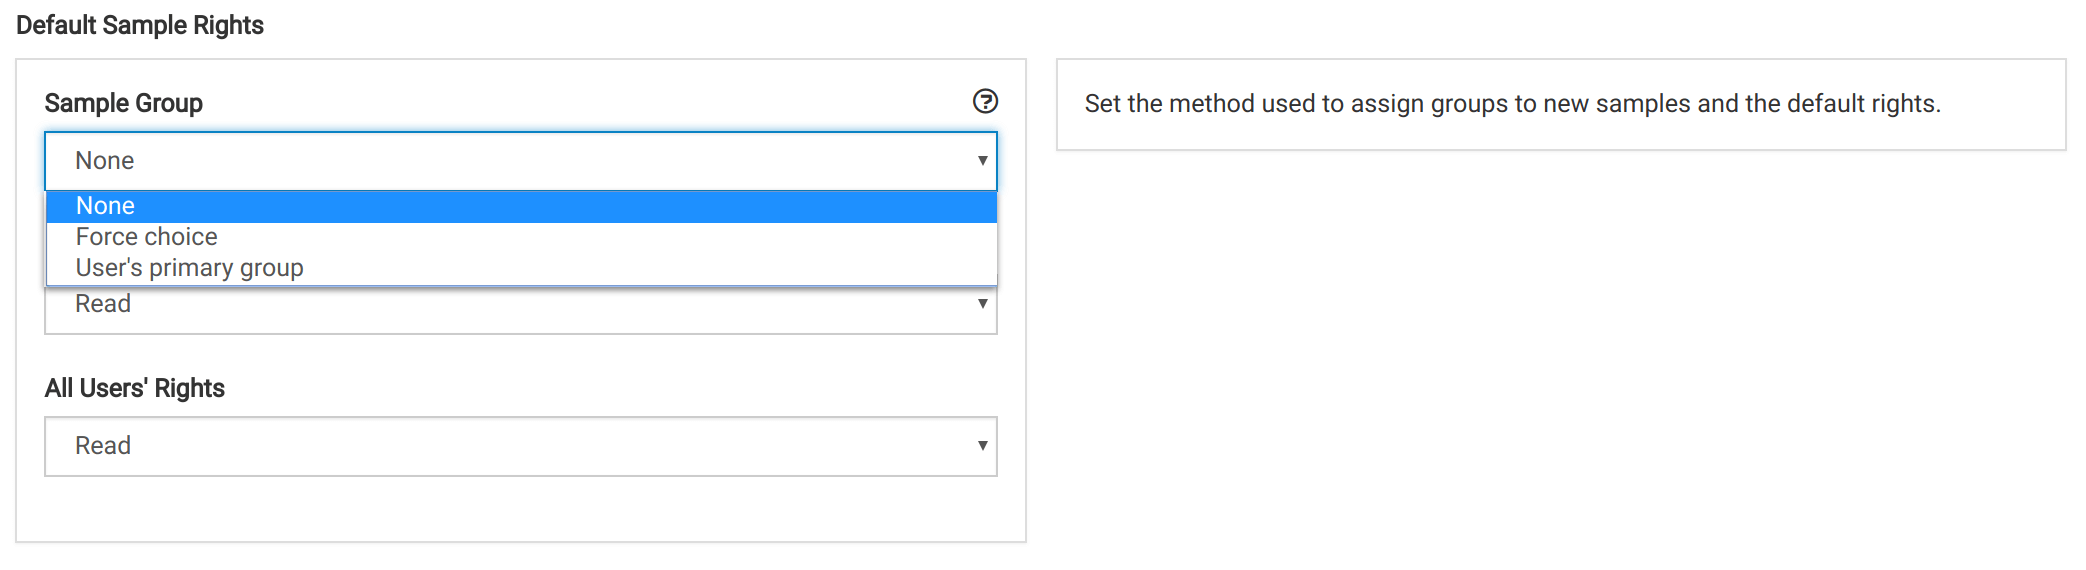 Default Sample Rights
Sample Group
None
None
Force choice
User's primary group
Read
All Users' Rights
Read
Set the method used to assign groups to new samples and the default rights.